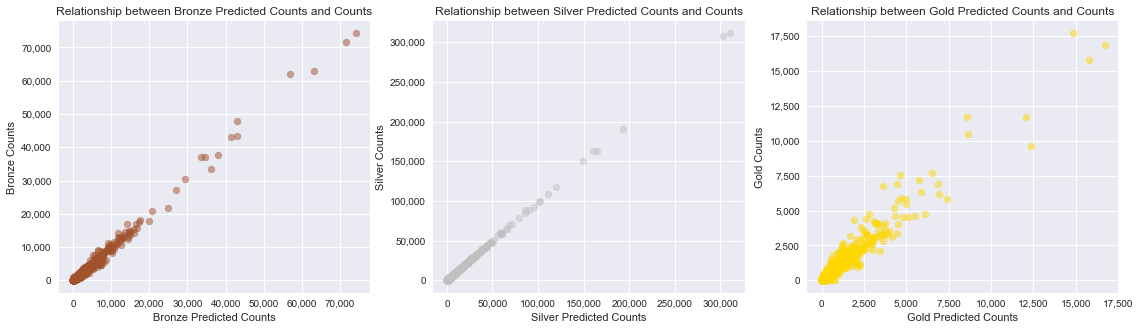 Relationship between Bronze Predicted Counts and Counts
Bronze Counts
70,000
60,000
50,000
40,000
30,000
20,000
10,000
0
0 10,000 20,000 30,000 40,000 50,000 60,000 70,000
Bronze Predicted Counts
Relationship between Silver Predicted Counts and Counts
Silver Counts
300,000
250,000
200,000
150,000
100,000
50,000
0
0 50,000 100,000 150,000 200,000 250,000 300,000
Silver Predicted Counts
Relationship between Gold Predicted Counts and Counts
Gold Counts
17,500
15,000
12,500
10,000
7,500
5,000
2,500
0
0 2,500 5,000 7,500 10,000 12,500 15,000 17,500
Gold Predicted Counts